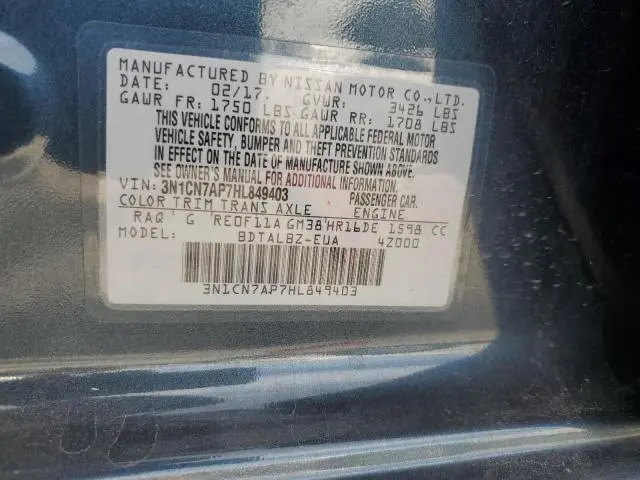 MANUFACTURED BY NISSAN MOTOR CO.,LTD.
DATE: 02/17 GVWR: 3426 LBS
GAWR FR: 1750 LBS GAWR RR: 1708 LBS
THIS VEHICLE CONFORMS TO ALL APPLICABLE FEDERAL MOTOR
VEHICLE SAFETY, BUMPER AND THEFT PREVENTION STANDARDS
IN EFFECT ON THE DATE OF MANUFACTURE SHOWN ABOVE.
SEE OWNER'S MANUAL FOR ADDITIONAL INFORMATION
VIN: 3N1CN7AP7HL849403 PASSENGER CAR.
COLOR TRIM TRANS AXLE ENGINE
RAQ G RE0F11A GM38 HR16DE 1598 CC
MODEL: BDTALBZ-EUA 4Z000
3N1CN7AP7HL849403